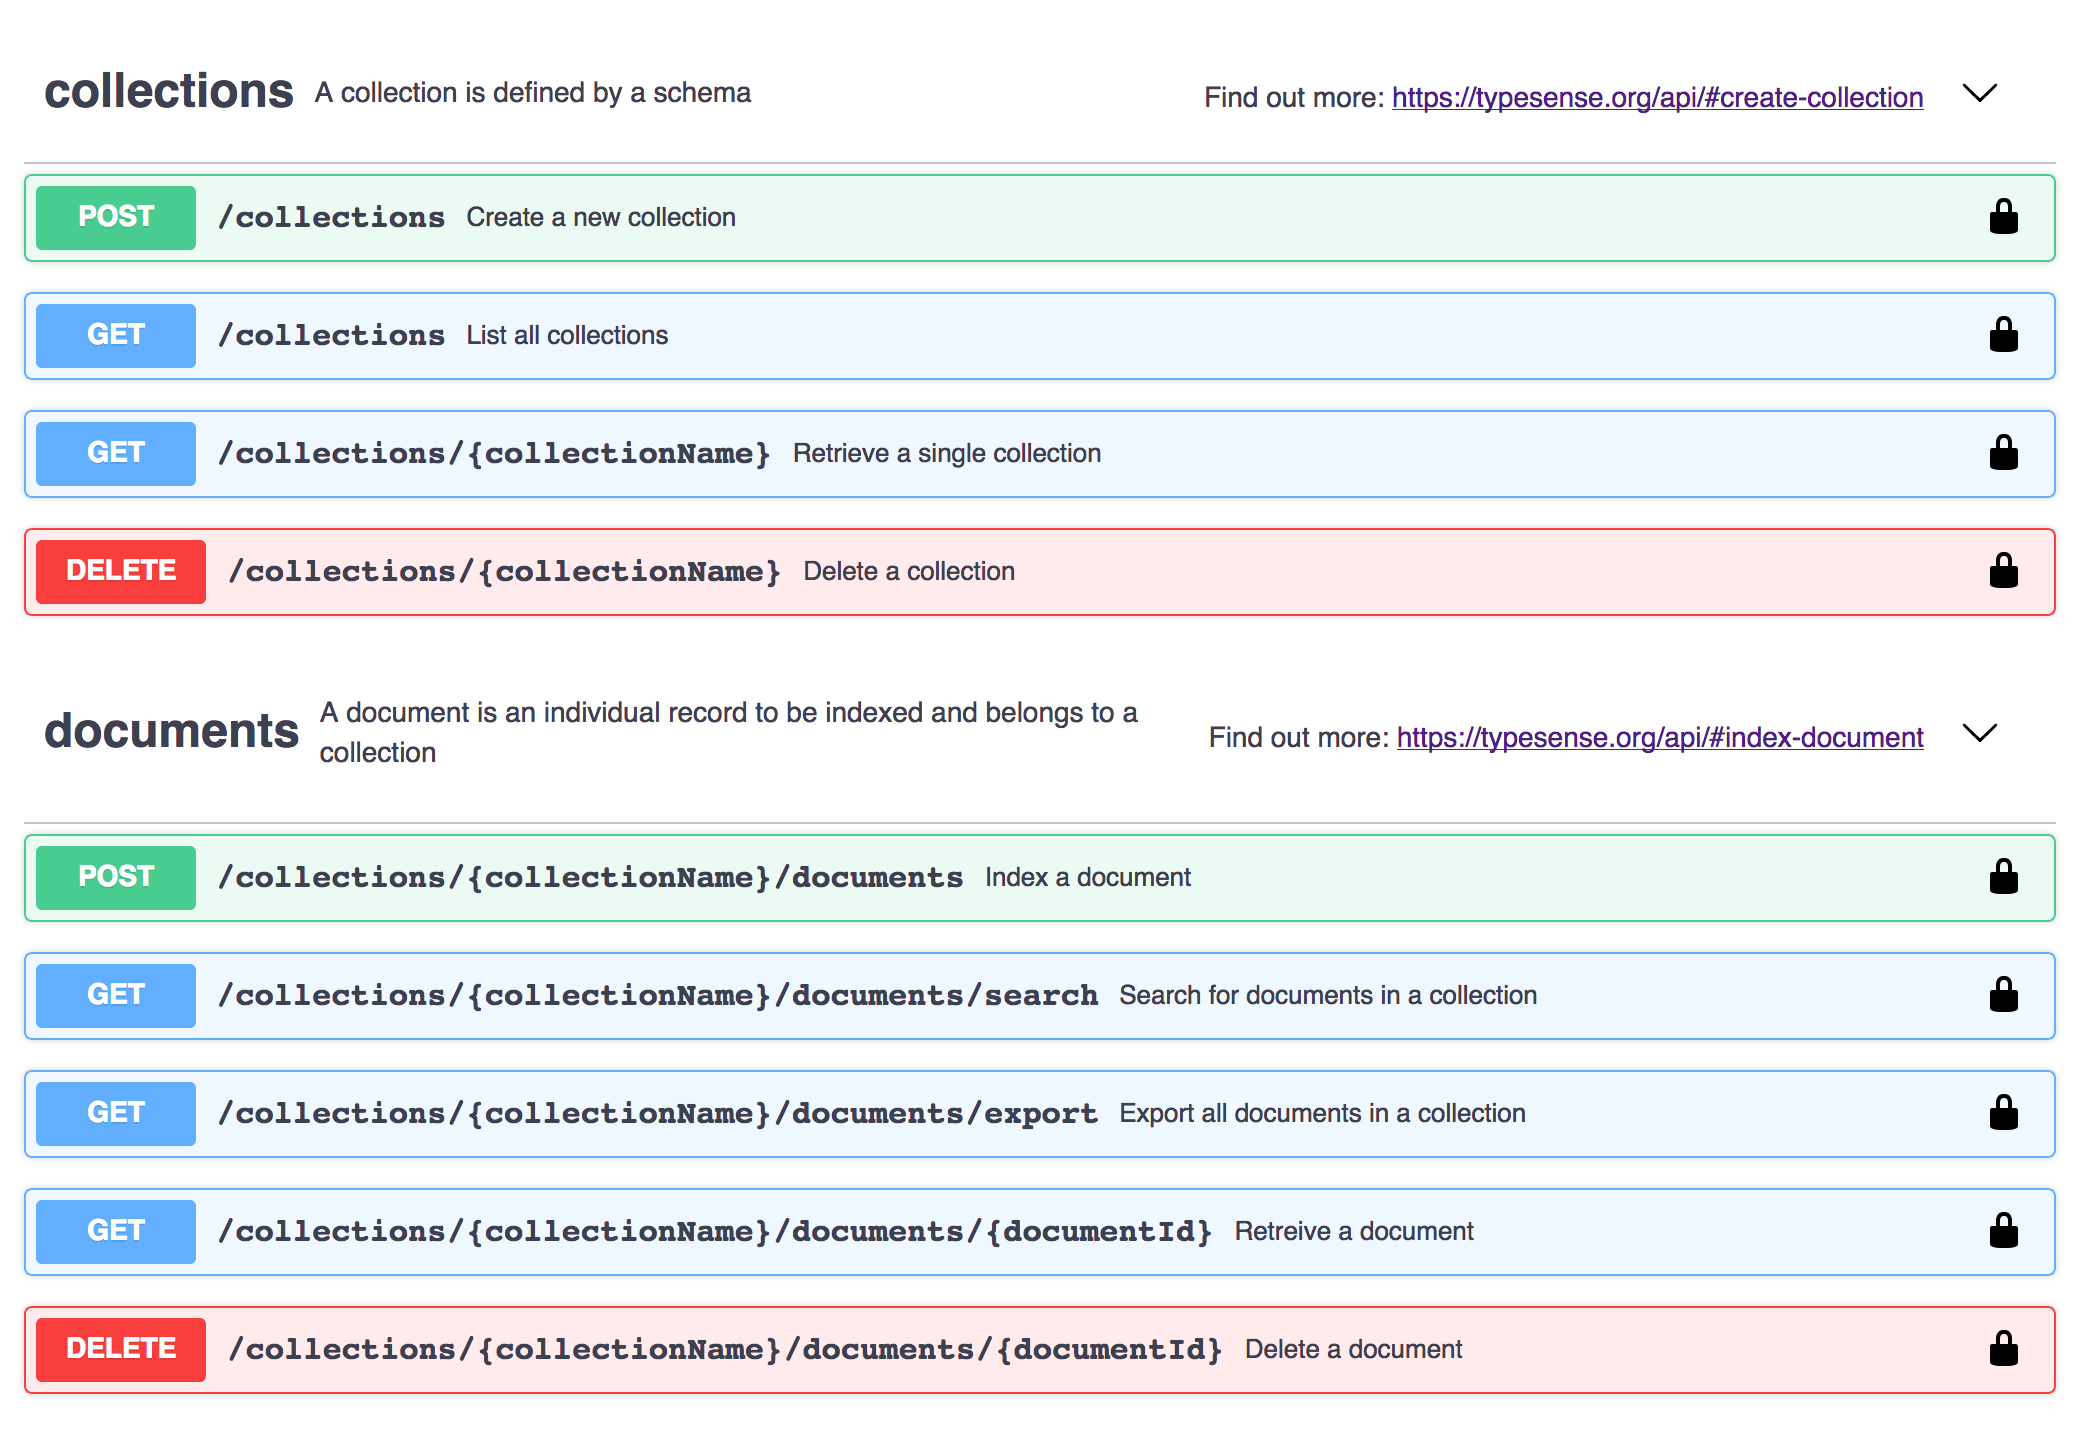 collections A collection is defined by a schema Find out more: https://typesense.org/api/#create-collection
POST /collections Create a new collection
GET /collections List all collections
GET /collections/{collectionName} Retrieve a single collection
DELETE /collections/{collectionName} Delete a collection
documents A document is an individual record to be indexed and belongs to a
collection Find out more: https://typesense.org/api/#index-document
POST /collections/{collectionName}/documents Index a document
GET /collections/{collectionName}/documents/search Search for documents in a collection
GET /collections/{collectionName}/documents/export Export all documents in a collection
GET /collections/{collectionName}/documents/{documentId} Retreive a document
DELETE /collections/{collectionName}/documents/{documentId} Delete a document